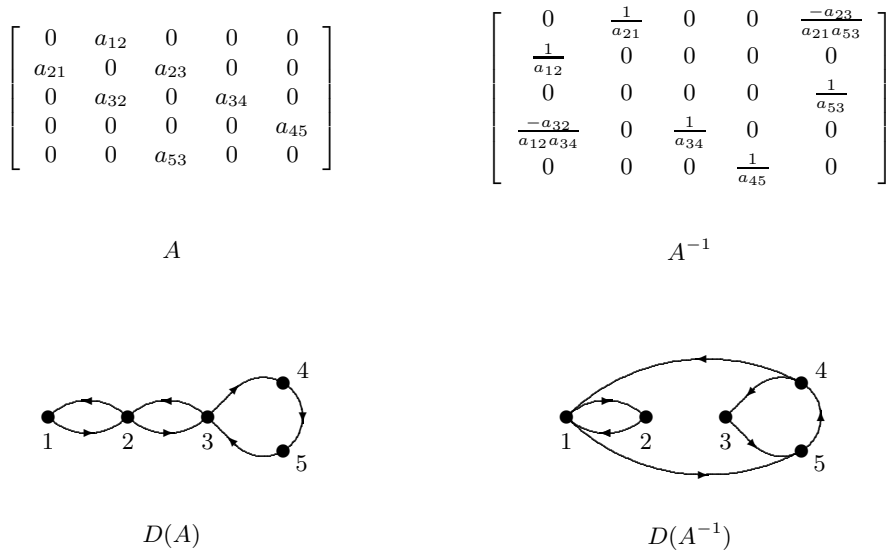 0 a₁₂ 0 0 0
a₂₁ 0 a₂₃ 0 0
0 a₃₂ 0 a₃₄ 0
0 0 0 0 a₄₅
0 0 a₅₃ 0 0
0 1/a₂₁ 0 0 -a₂₃/a₂₁a₅₃
1/a₁₂ 0 0 0 0
0 0 0 0 1/a₅₃
-a₃₂/a₁₂a₃₄ 0 1/a₃₄ 0 0
0 0 0 1/a₄₅ 0
A
A⁻¹
1 2 3 4 5
1 2 3 4 5
D(A)
D(A⁻¹)